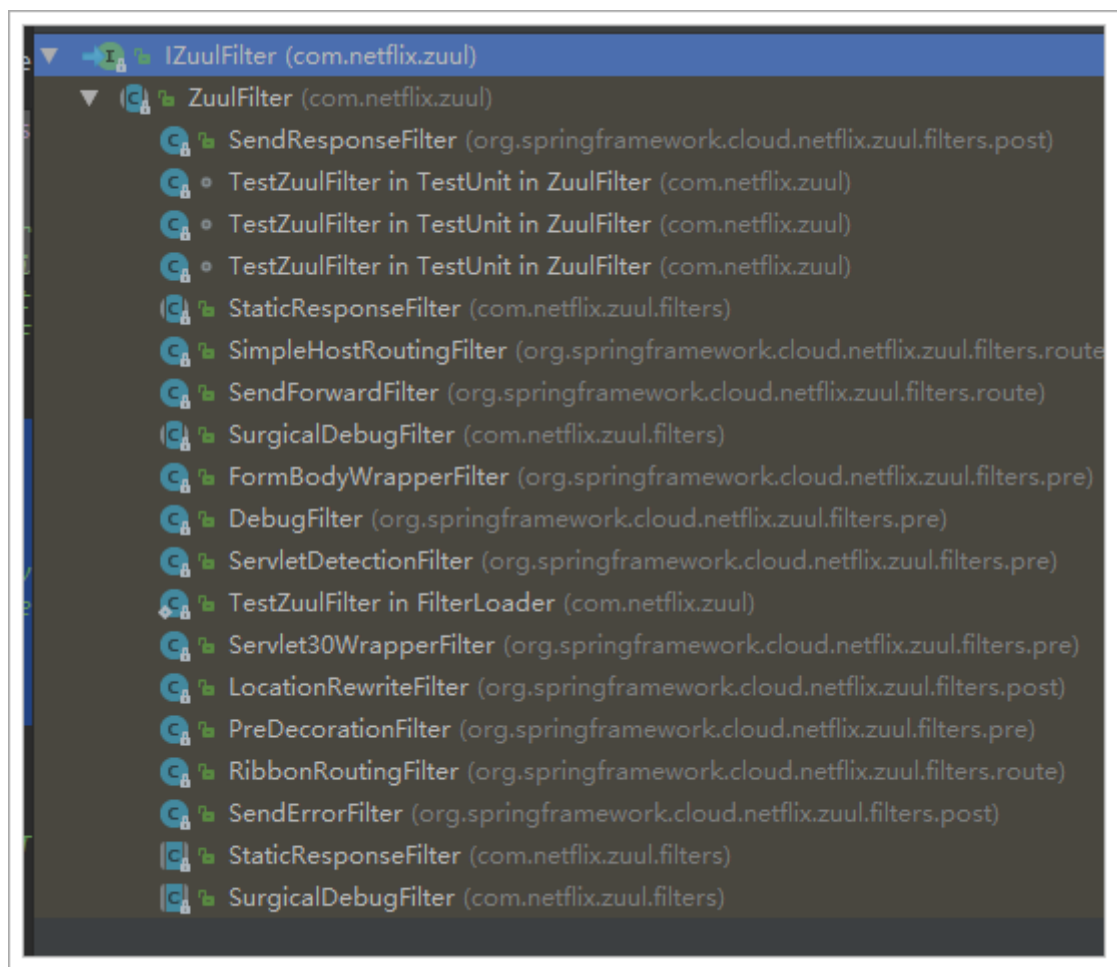 IZuulFilter (com.netflix.zuul)
ZuulFilter (com.netflix.zuul)
SendResponseFilter (org.springframework.cloud.netflix.zuul.filters.post)
TestZuulFilter in TestUnit in ZuulFilter (com.netflix.zuul)
TestZuulFilter in TestUnit in ZuulFilter (com.netflix.zuul)
TestZuulFilter in TestUnit in ZuulFilter (com.netflix.zuul)
StaticResponseFilter (com.netflix.zuul.filters)
SimpleHostRoutingFilter (org.springframework.cloud.netflix.zuul.filters.route
SendForwardFilter (org.springframework.cloud.netflix.zuul.filters.route)
SurgicalDebugFilter (com.netflix.zuul.filters)
FormBodyWrapperFilter (org.springframework.cloud.netflix.zuul.filters.pre)
DebugFilter (org.springframework.cloud.netflix.zuul.filters.pre)
ServletDetectionFilter (org.springframework.cloud.netflix.zuul.filters.pre)
TestZuulFilter in FilterLoader (com.netflix.zuul)
Servlet30WrapperFilter (org.springframework.cloud.netflix.zuul.filters.pre)
LocationRewriteFilter (org.springframework.cloud.netflix.zuul.filters.post)
PreDecorationFilter (org.springframework.cloud.netflix.zuul.filters.pre)
RibbonRoutingFilter (org.springframework.cloud.netflix.zuul.filters.route)
SendErrorFilter (org.springframework.cloud.netflix.zuul.filters.post)
StaticResponseFilter (com.netflix.zuul.filters)
SurgicalDebugFilter (com.netflix.zuul.filters)